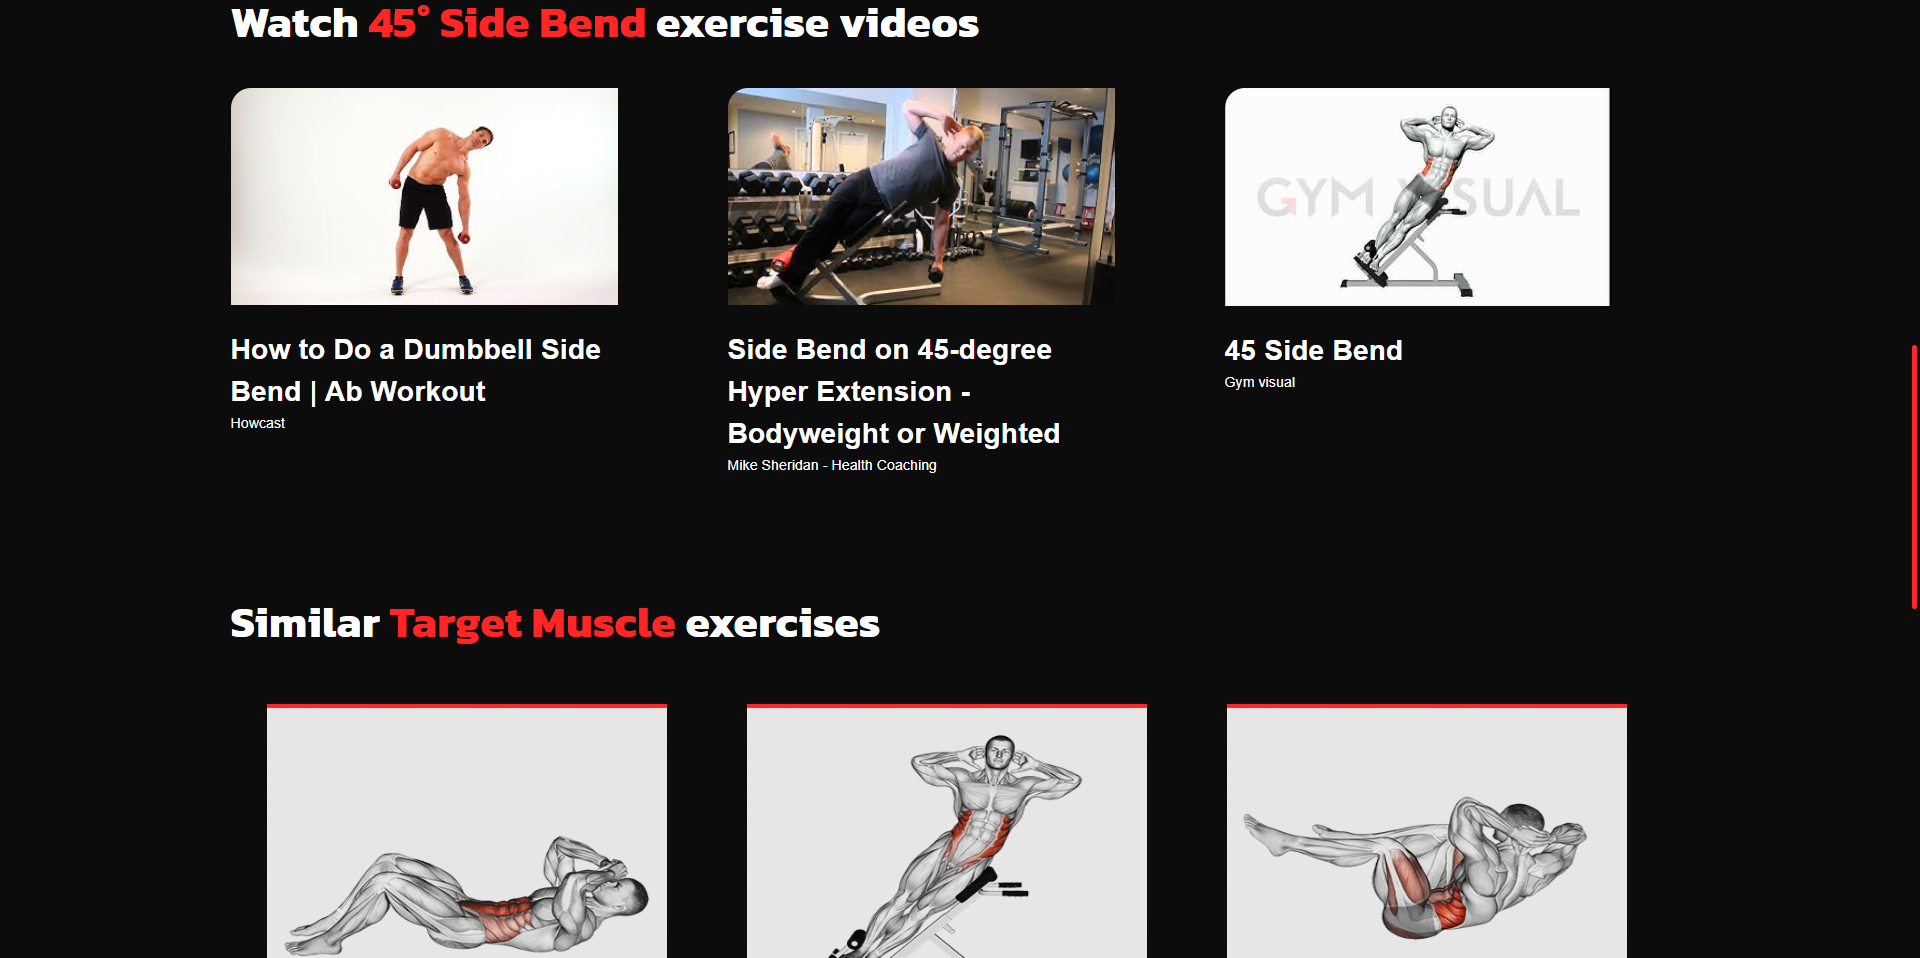 Watch 45° Side Bend exercise videos
GYM VISUAL
How to Do a Dumbbell Side
Bend | Ab Workout
Howcast
Side Bend on 45-degree
Hyper Extension -
Bodyweight or Weighted
Mike Sheridan - Health Coaching
45 Side Bend
Gym visual
Similar Target Muscle exercises